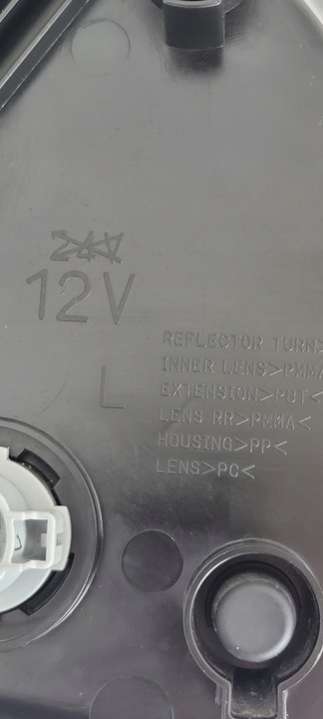 24V
12V
L
REFLECTOR TURN>
INNER LENS>PMMA
EXTENSION>PBT<
LENS RR>PMMA<
HOUSING>PP<
LENS>PC<